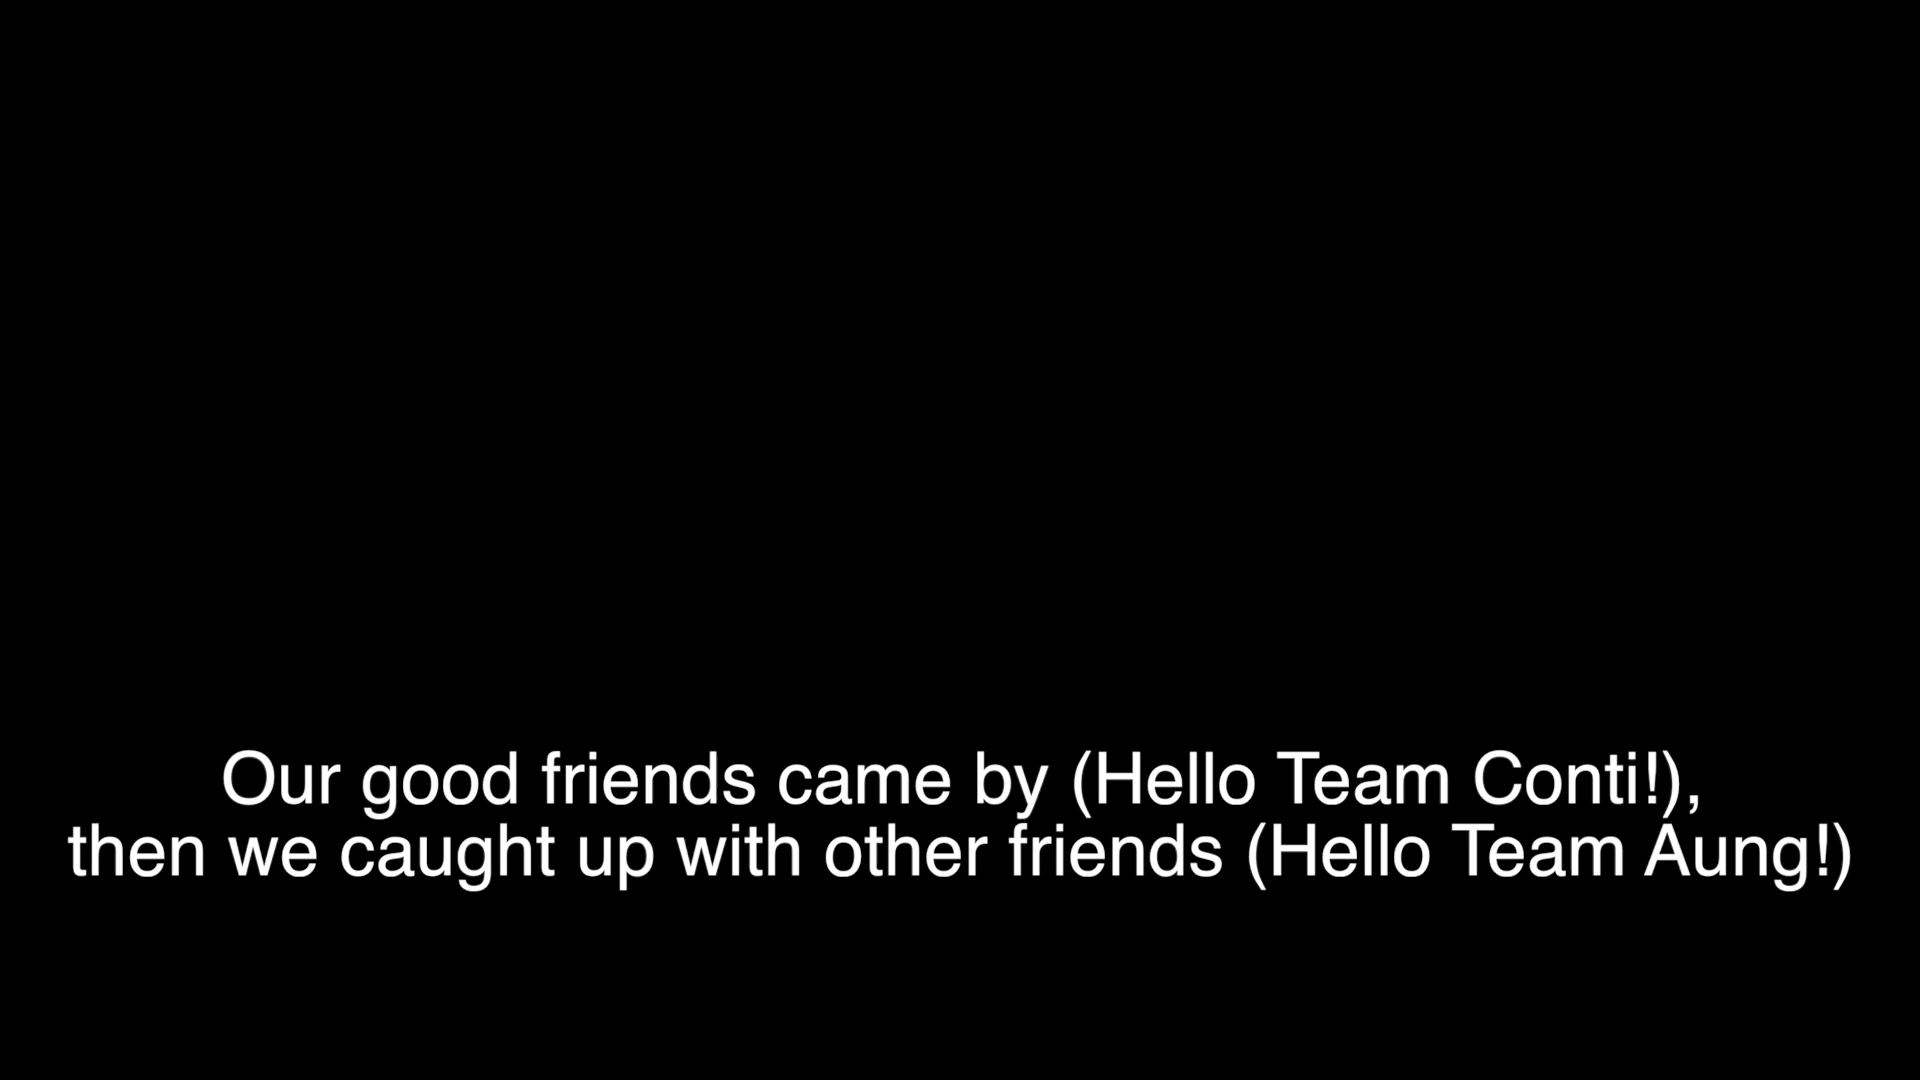 Our good friends came by (Hello Team Conti!),
then we caught up with other friends (Hello Team Aung!)